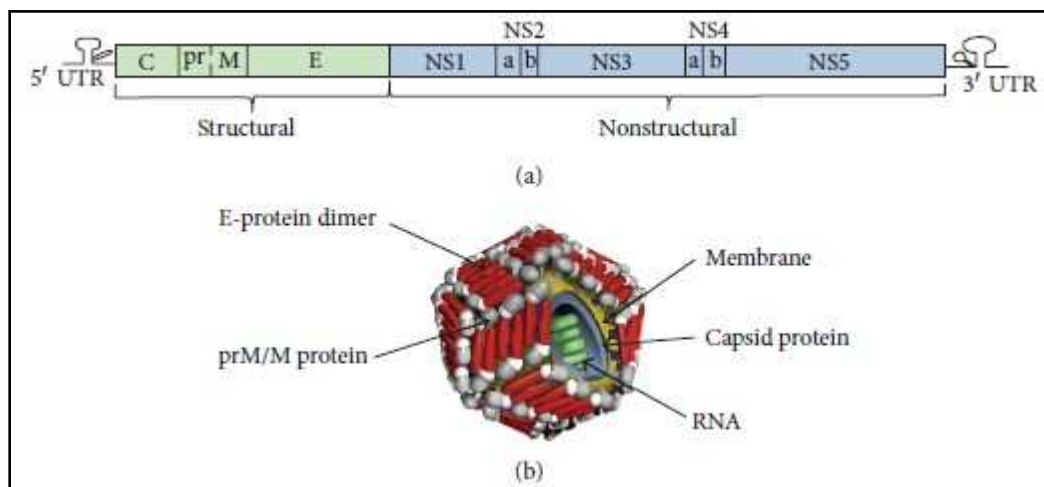 NS2 NS4
C pr M E NS1 a b NS3 a b NS5
5′ UTR 3′ UTR
Structural Nonstructural
(a)
E-protein dimer
Membrane
prM/M protein
Capsid protein
RNA
(b)